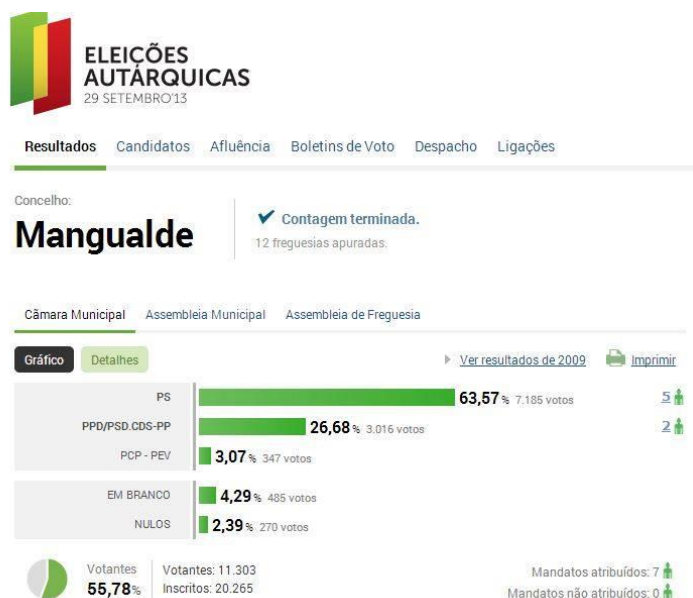 ELEIÇÕES
AUTÁRQUICAS
29 SETEMBRO'13
Resultados Candidatos Afluência Boletins de Voto Despacho Ligações
Concelho:
Mangualde
Contagem terminada.
12 freguesias apuradas.
Câmara Municipal Assembleia Municipal Assembleia de Freguesia
Gráfico Detalhes Ver resultados de 2009 Imprimir
PS 63,57 % 7.185 votos 5
PPD/PSD.CDS-PP 26,68 % 3.016 votos 2
PCP - PEV 3,07 % 347 votos
EM BRANCO 4,29 % 485 votos
NULOS 2,39 % 270 votos
Votantes Votantes: 11.303 Mandatos atribuídos: 7
55,78% Inscritos: 20.265 Mandatos não atribuídos: 0